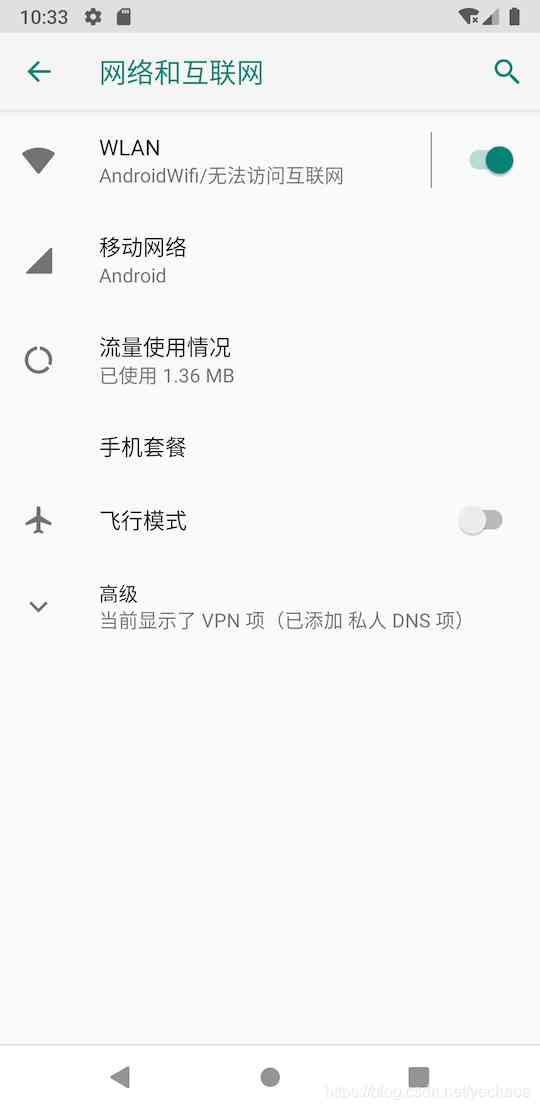 10:33
网络和互联网
WLAN
AndroidWifi/无法访问互联网
移动网络
Android
流量使用情况
已使用 1.36 MB
手机套餐
飞行模式
高级
当前显示了 VPN 项（已添加 私人 DNS 项）
https://blog.csdn.net/yechaoa